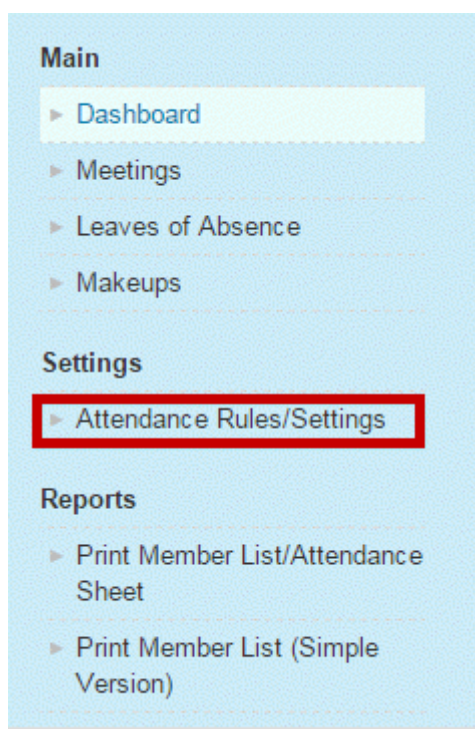 Main
Dashboard
Meetings
Leaves of Absence
Makeups
Settings
Attendance Rules/Settings
Reports
Print Member List/Attendance
Sheet
Print Member List (Simple
Version)